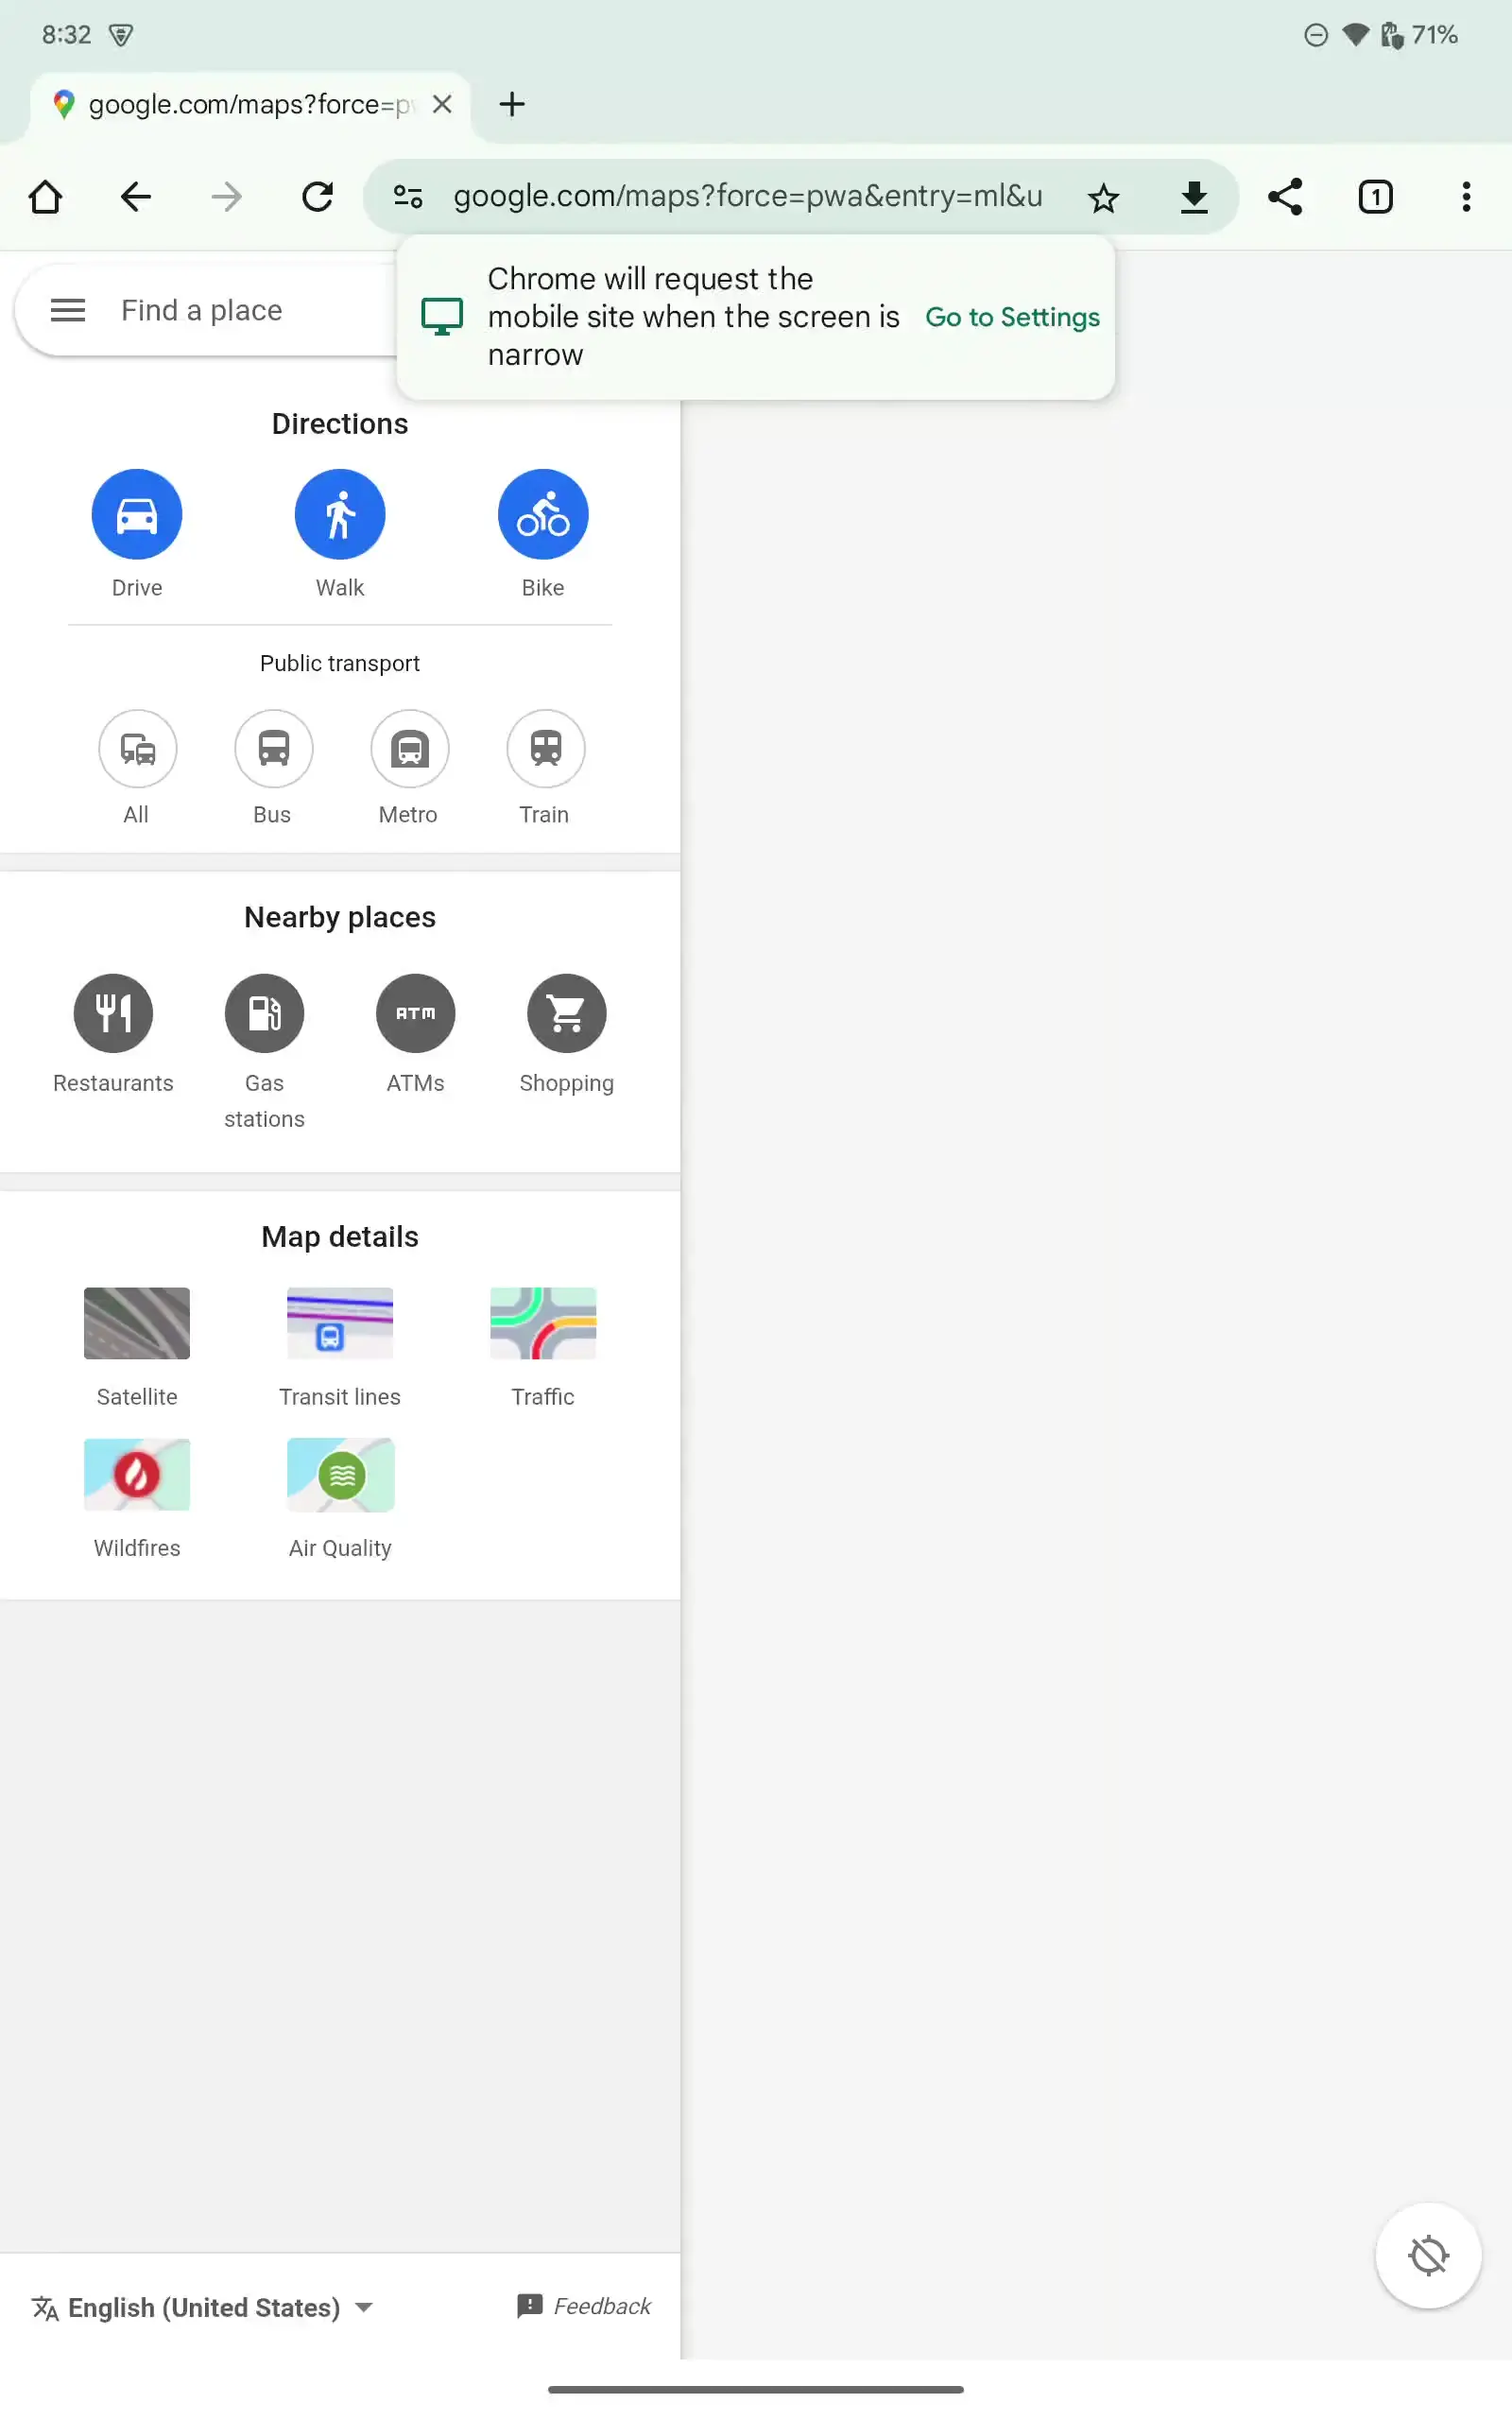 8:32
71%
google.com/maps?force=pw
google.com/maps?force=pwa&entry=ml&u
1
Chrome will request the
mobile site when the screen is
narrow
Go to Settings
Find a place
Directions
Drive
Walk
Bike
Public transport
All
Bus
Metro
Train
Nearby places
ATM
Restaurants
Gas
stations
ATMs
Shopping
Map details
Satellite
Transit lines
Traffic
Wildfires
Air Quality
English (United States)
Feedback